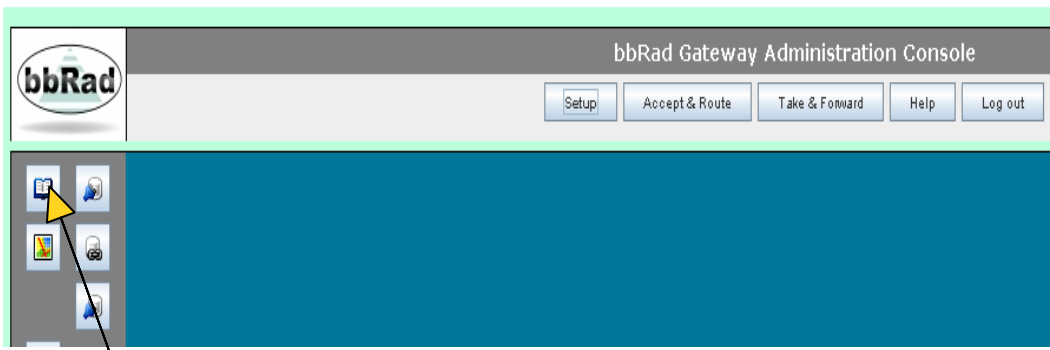 bbRad Gateway Administration Console
bbRad
Setup Accept & Route Take & Forward Help Log out